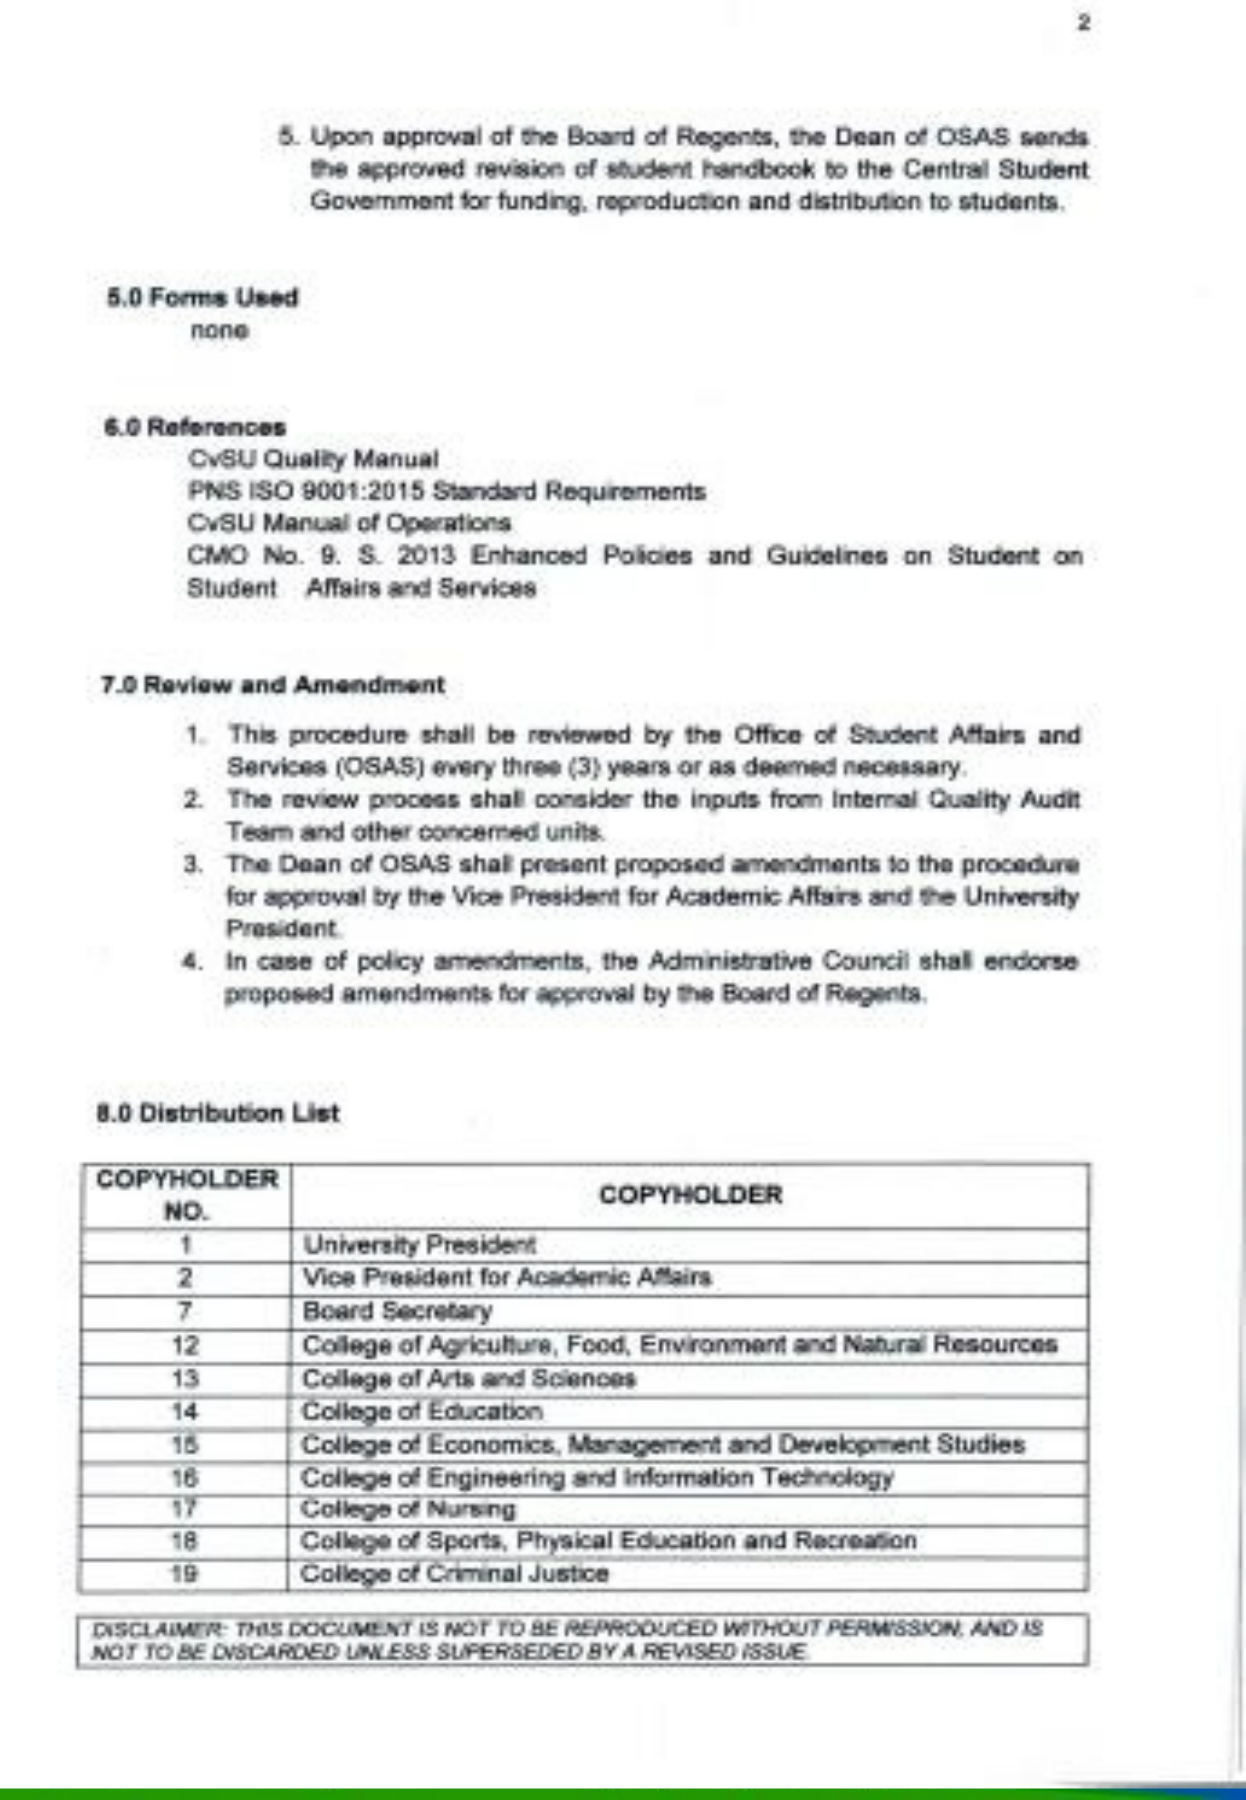 2
5. Upon approval of the Board of Regents, the Dean of OSAS sends
the approved revision of student handbook to the Central Student
Government for funding, reproduction and distribution to students.
5.0 Forms Used
none
6.0 References
CvSU Quality Manual
PNS ISO 9001:2015 Standard Requirements
CvSU Manual of Operations
CMO No. 9. S. 2013 Enhanced Policies and Guidelines on Student on
Student Affairs and Services
7.0 Review and Amendment
1. This procedure shall be reviewed by the Office of Student Affairs and
Services (OSAS) every three (3) years or as deemed necessary.
2. The review process shall consider the inputs from Internal Quality Audit
Team and other concerned units.
3. The Dean of OSAS shall present proposed amendments to the procedure
for approval by the Vice President for Academic Affairs and the University
President.
4. In case of policy amendments, the Administrative Council shall endorse
proposed amendments for approval by the Board of Regents.
8.0 Distribution List
COPYHOLDER
NO.
COPYHOLDER
1 University President
2 Vice President for Academic Affairs
7 Board Secretary
12 College of Agriculture, Food, Environment and Natural Resources
13 College of Arts and Sciences
14 College of Education
15 College of Economics, Management and Development Studies
16 College of Engineering and Information Technology
17 College of Nursing
18 College of Sports, Physical Education and Recreation
19 College of Criminal Justice
DISCLAIMER: THIS DOCUMENT IS NOT TO BE REPRODUCED WITHOUT PERMISSION, AND IS
NOT TO BE DISCARDED UNLESS SUPERSEDED BY A REVISED ISSUE.